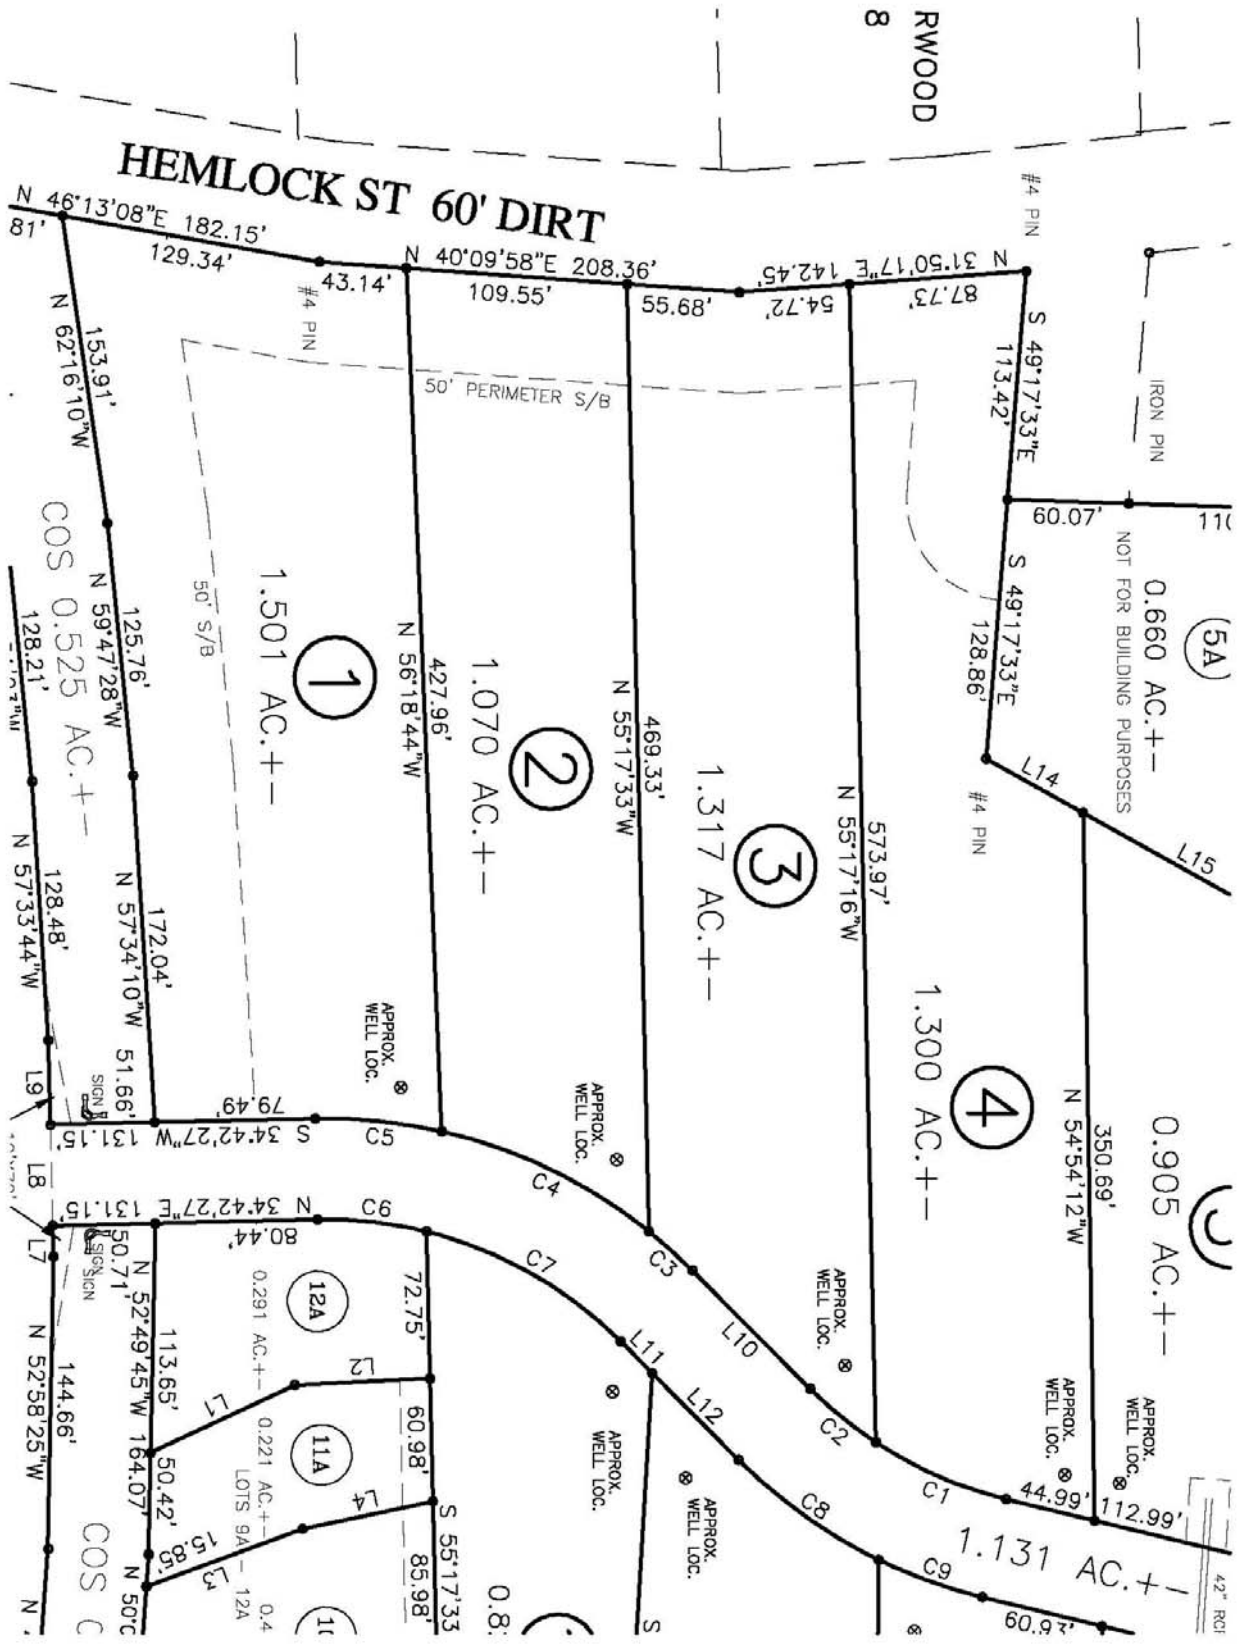 RWOOD
8
HEMLOCK ST 60' DIRT
#4 PIN
N 46°13'08"E 182.15'
81'
129.34'
43.14'
N 40°09'58"E 208.36'
109.55'
55.68'
N 31°50'17"E 142.45'
54.72'
87.73'
#4 PIN
50' PERIMETER S/B
S 49°17'33"E
113.42'
IRON PIN
60.07'
110
153.91'
N 62°16'10"W
125.76'
N 59°47'28"W
COS 0.525 AC.+-
128.21'
128.48'
N 57°33'44"W
172.04'
N 57°34'10"W
51.66'
50' S/B
1
1.501 AC.+-
427.96'
N 56°18'44"W
2
1.070 AC.+-
469.33'
N 55°17'33"W
3
1.317 AC.+-
573.97'
N 55°17'16"W
4
1.300 AC.+-
S 49°17'33"E
128.86'
#4 PIN
5A
0.660 AC.+-
NOT FOR BUILDING PURPOSES
L14
L15
350.69'
N 54°54'12"W
0.905 AC.+-
APPROX.
WELL LOC.
APPROX.
WELL LOC.
APPROX.
WELL LOC.
APPROX.
WELL LOC.
APPROX.
WELL LOC.
SIGN
L9
79.49'
S 34°42'27"W 131.15'
C5
C4
C3
L10
C2
C1
44.99'
112.99'
1.131 AC.+-
42" RC
L8
L7
N 34°42'27"E 131.15'
80.44'
50.71'
SIGN
SIGN
C6
C7
L11
L12
C8
C9
60.93'
APPROX.
WELL LOC.
APPROX.
WELL LOC.
12A
0.291 AC.+-
72.75'
L2
L1
N 52°49'45"W 164.07'
113.65'
50.42'
144.66'
N 52°58'25"W
11A
0.221 AC.+-
60.98'
L4
L3
15.85'
LOTS 9A - 12A
S 55°17'33
85.98'
0.4
0.8
COS
N 50°
N
S